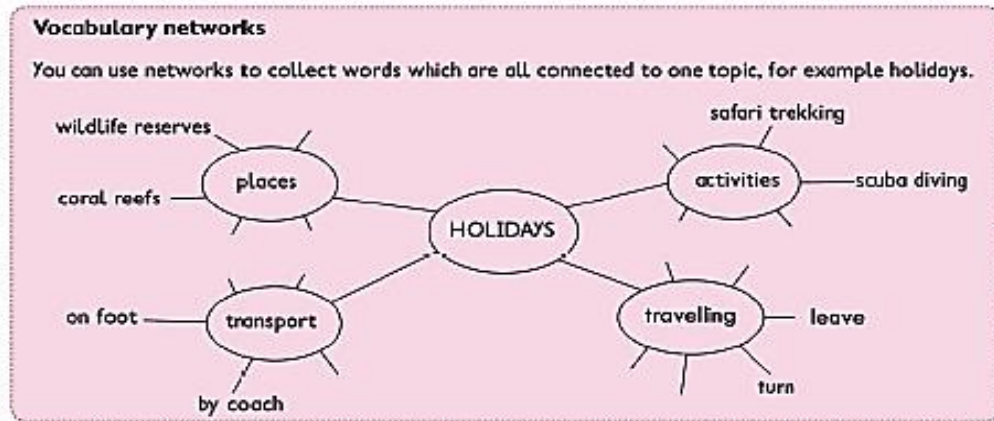 Vocabulary networks
You can use networks to collect words which are all connected to one topic, for example holidays.
safari trekking
wildlife reserves
places
activities
scuba diving
coral reefs
HOLIDAYS
on foot
transport
travelling
leave
turn
by coach